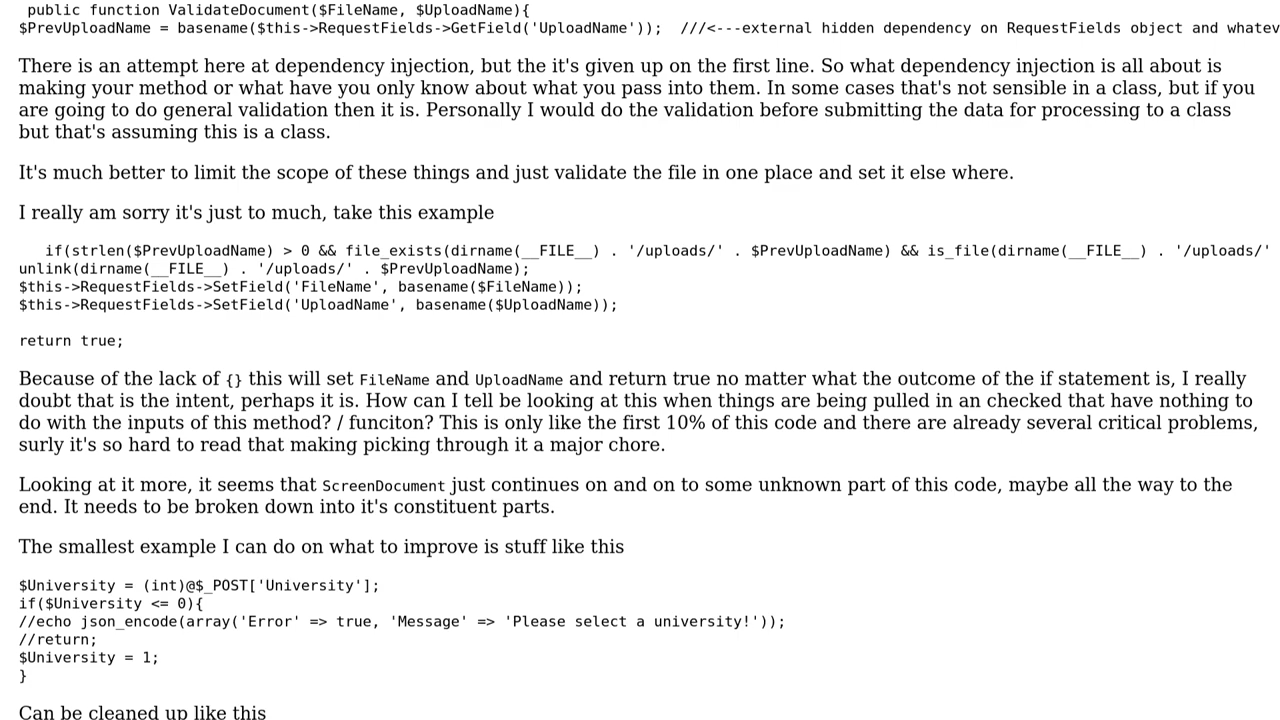 public function ValidateDocument($FileName, $UploadName){
$PrevUploadName = basename($this->RequestFields->GetField('UploadName'));  ///<---external hidden dependency on RequestFields object and whatev
There is an attempt here at dependency injection, but the it's given up on the first line. So what dependency injection is all about is
making your method or what have you only know about what you pass into them. In some cases that's not sensible in a class, but if you
are going to do general validation then it is. Personally I would do the validation before submitting the data for processing to a class
but that's assuming this is a class.
It's much better to limit the scope of these things and just validate the file in one place and set it else where.
I really am sorry it's just to much, take this example
if(strlen($PrevUploadName) > 0 && file_exists(dirname(__FILE__) . '/uploads/' . $PrevUploadName) && is_file(dirname(__FILE__) . '/uploads/'
unlink(dirname(__FILE__) . '/uploads/' . $PrevUploadName);
$this->RequestFields->SetField('FileName', basename($FileName));
$this->RequestFields->SetField('UploadName', basename($UploadName));
return true;
Because of the lack of {} this will set FileName and UploadName and return true no matter what the outcome of the if statement is, I really
doubt that is the intent, perhaps it is. How can I tell be looking at this when things are being pulled in an checked that have nothing to
do with the inputs of this method? / funciton? This is only like the first 10% of this code and there are already several critical problems,
surly it's so hard to read that making picking through it a major chore.
Looking at it more, it seems that ScreenDocument just continues on and on to some unknown part of this code, maybe all the way to the
end. It needs to be broken down into it's constituent parts.
The smallest example I can do on what to improve is stuff like this
$University = (int)@$_POST['University'];
if($University <= 0){
//echo json_encode(array('Error' => true, 'Message' => 'Please select a university!'));
//return;
$University = 1;
}
Can be cleaned up like this